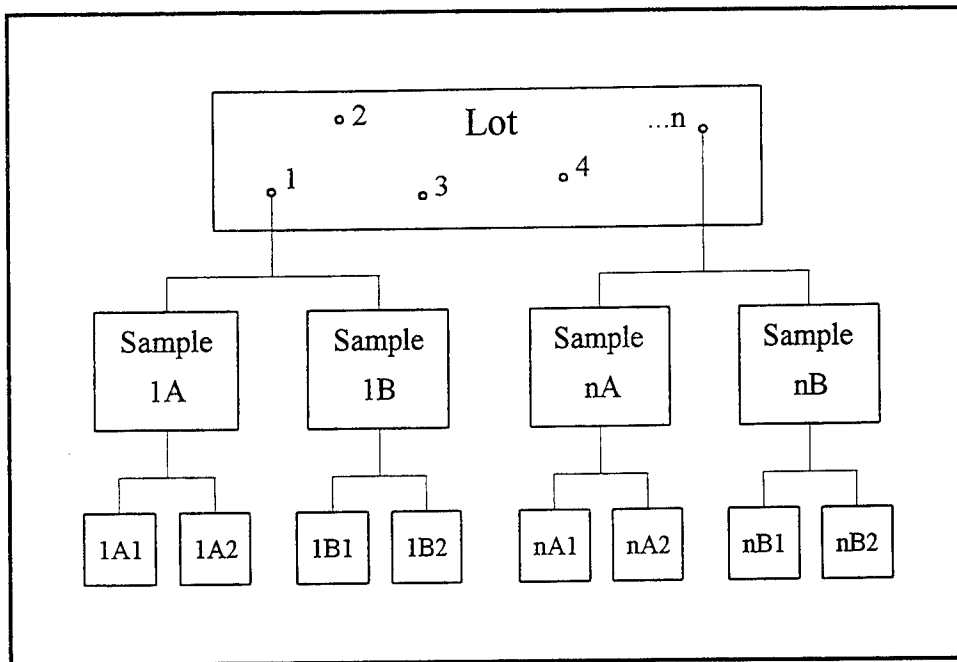 Lot
2
...n
1
3
4
Sample
1A
Sample
1B
Sample
nA
Sample
nB
1A1
1A2
1B1
1B2
nA1
nA2
nB1
nB2